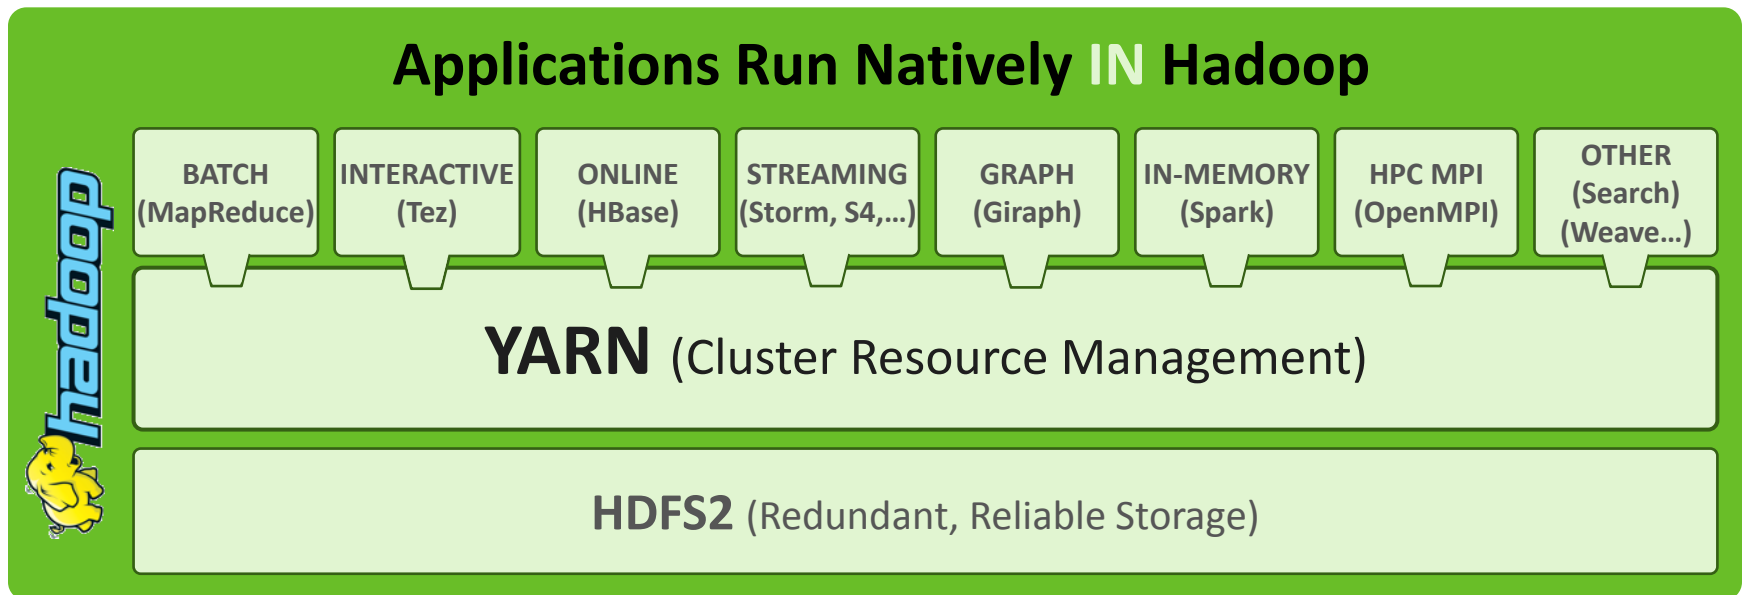 Applications Run Natively IN Hadoop
BATCH
(MapReduce)
INTERACTIVE
(Tez)
ONLINE
(HBase)
STREAMING
(Storm, S4,...)
GRAPH
(Giraph)
IN-MEMORY
(Spark)
HPC MPI
(OpenMPI)
OTHER
(Search)
(Weave...)
hadoop
YARN (Cluster Resource Management)
HDFS2 (Redundant, Reliable Storage)